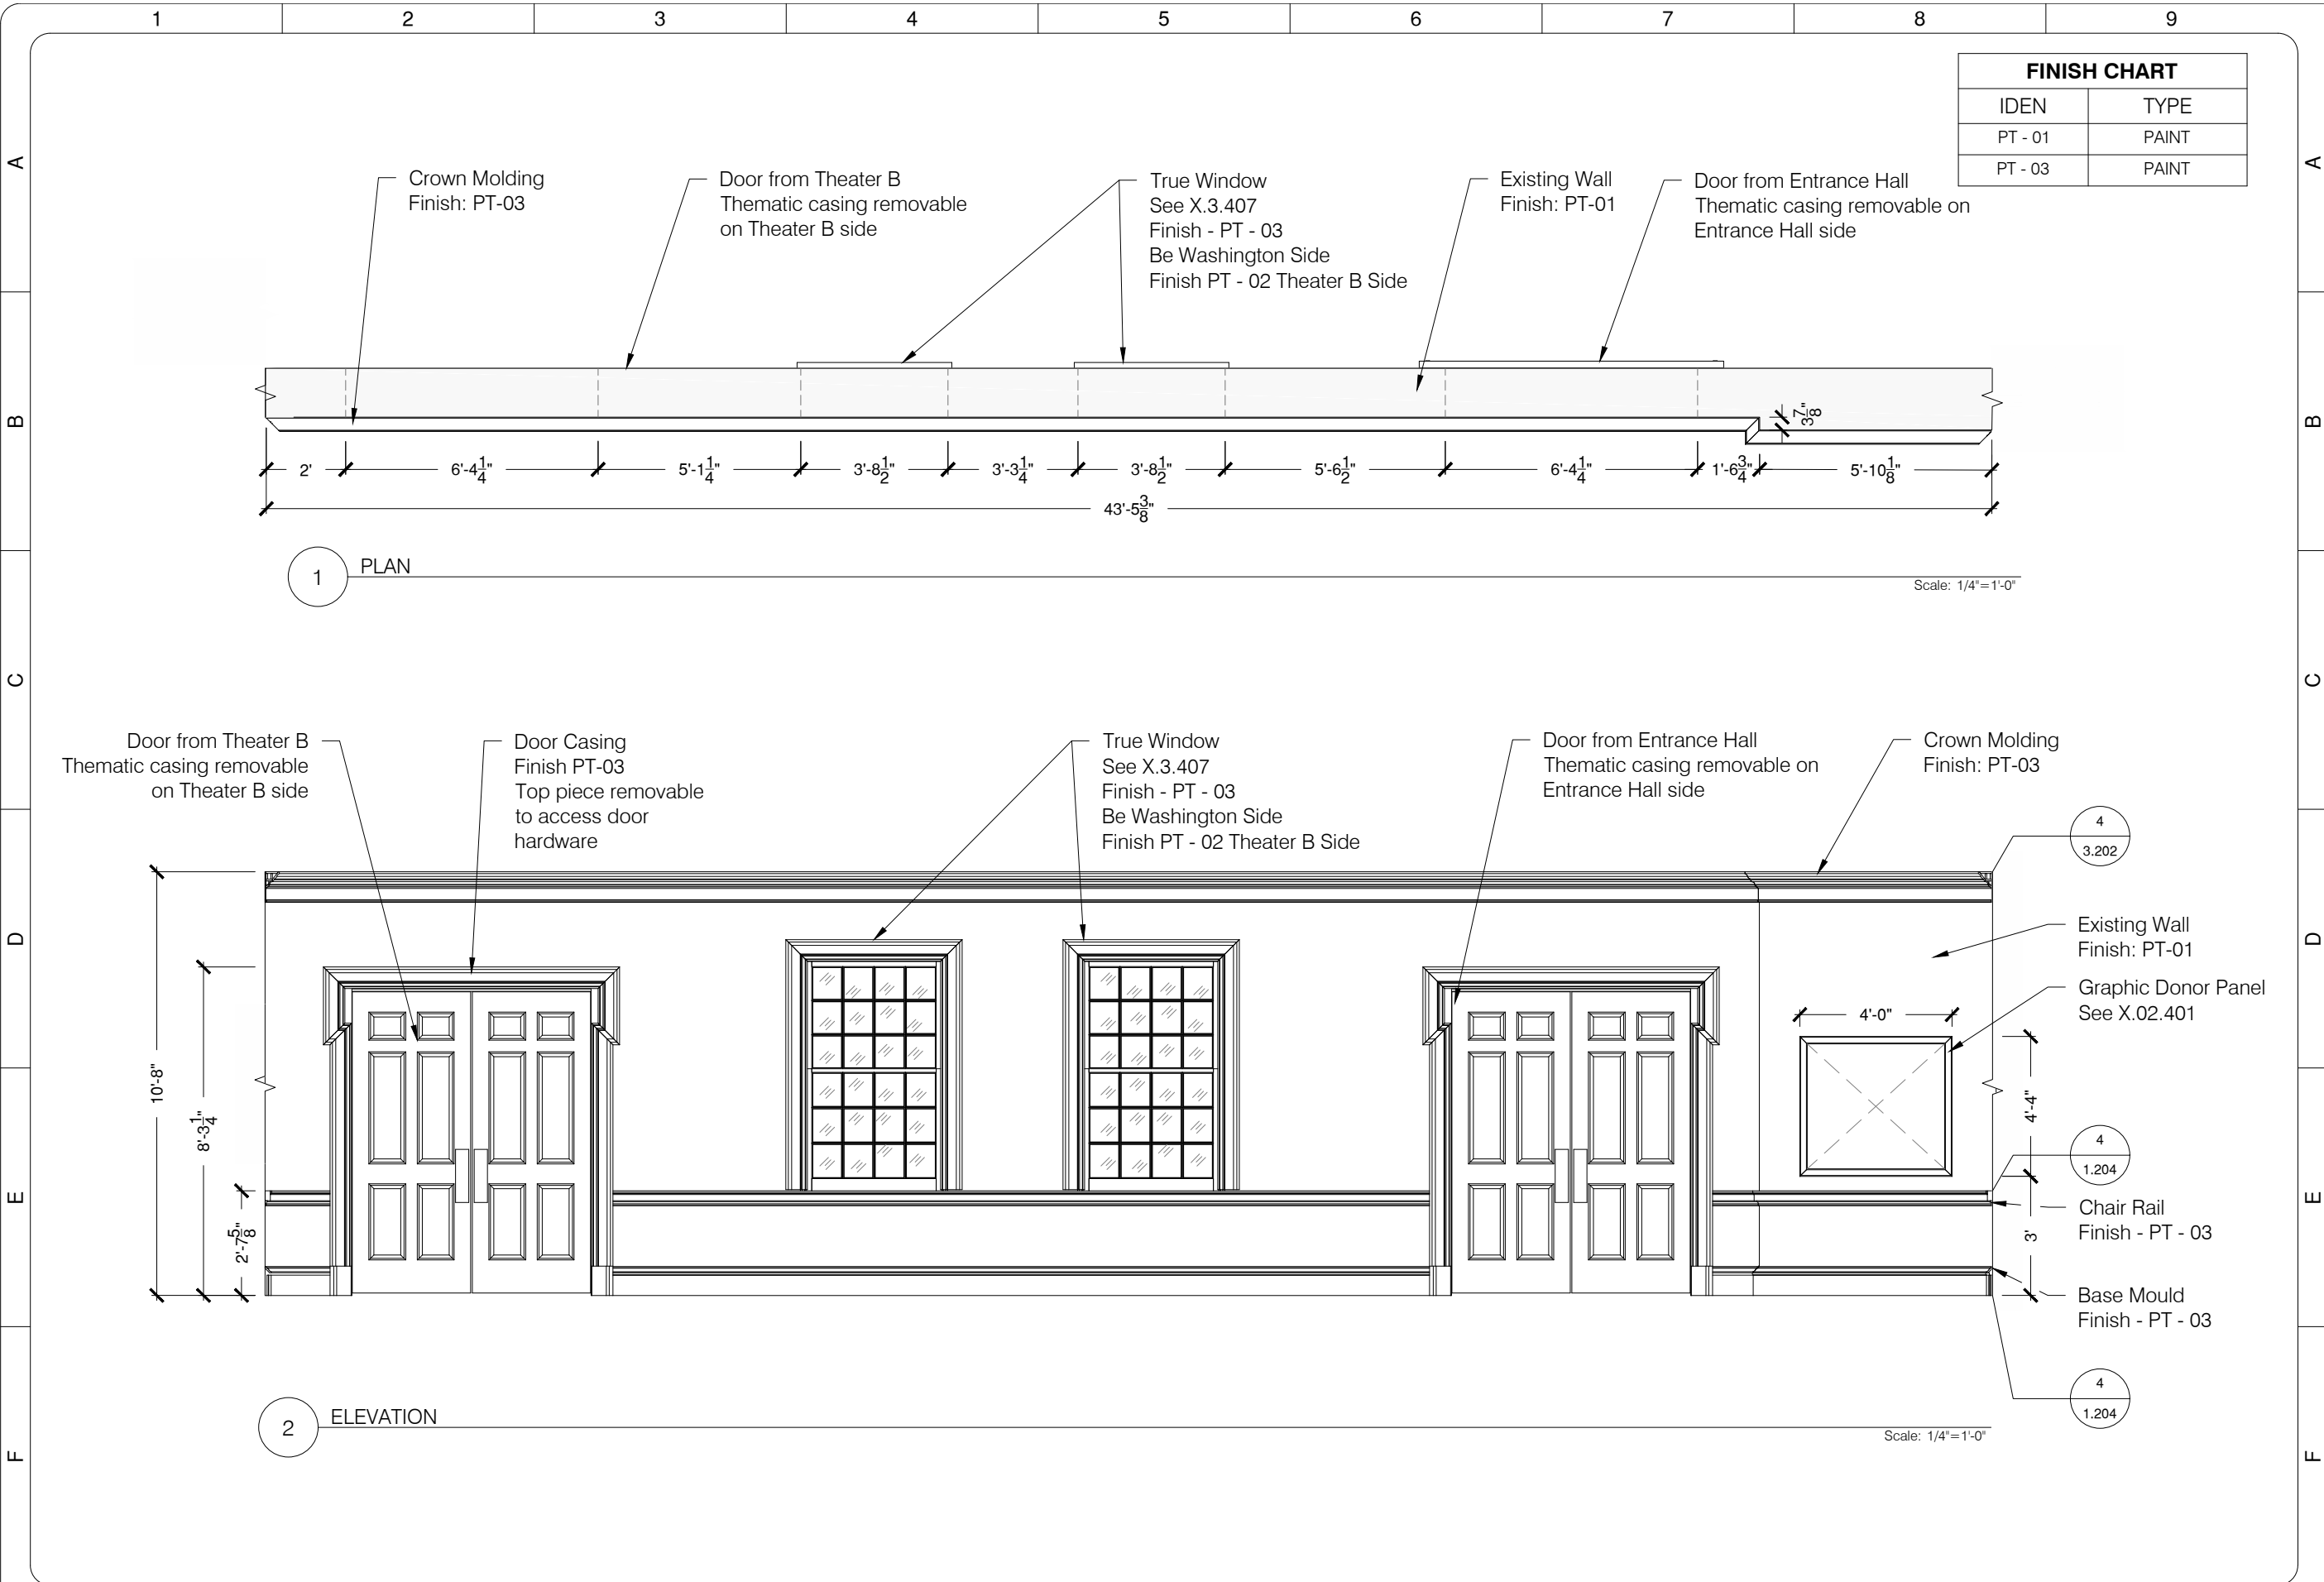 1 2 3 4 5 6 7 8 9
FINISH CHART
IDEN TYPE
PT - 01 PAINT
PT - 03 PAINT
A A
Crown Molding
Finish: PT-03
Door from Theater B
Thematic casing removable
on Theater B side
True Window
See X.3.407
Finish - PT - 03
Be Washington Side
Finish PT - 02 Theater B Side
Existing Wall
Finish: PT-01
Door from Entrance Hall
Thematic casing removable on
Entrance Hall side
B B
3 7/8"
2' 6'-4 1/4" 5'-1 1/4" 3'-8 1/2" 3'-3 1/4" 3'-8 1/2" 5'-6 1/2" 6'-4 1/4" 1'-6 3/4" 5'-10 1/8"
43'-5 3/8"
1 PLAN
Scale: 1/4"=1'-0"
C C
Door from Theater B
Thematic casing removable
on Theater B side
Door Casing
Finish PT-03
Top piece removable
to access door
hardware
True Window
See X.3.407
Finish - PT - 03
Be Washington Side
Finish PT - 02 Theater B Side
Door from Entrance Hall
Thematic casing removable on
Entrance Hall side
Crown Molding
Finish: PT-03
4
3.202
D D
Existing Wall
Finish: PT-01
Graphic Donor Panel
See X.02.401
4'-0"
10'-8"
8'-3 1/4"
2'-7 5/8"
4'-4"
3'
4
1.204
E E
Chair Rail
Finish - PT - 03
Base Mould
Finish - PT - 03
4
1.204
2 ELEVATION
Scale: 1/4"=1'-0"
F F